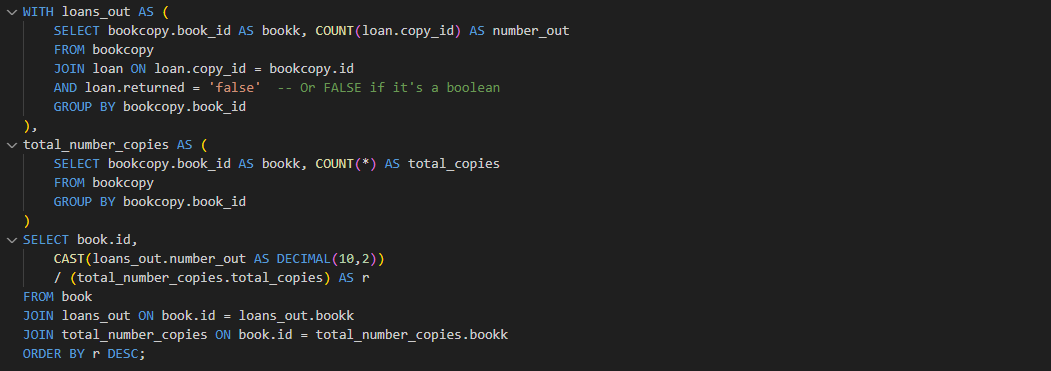 WITH loans_out AS (
    SELECT bookcopy.book_id AS bookk, COUNT(loan.copy_id) AS number_out
    FROM bookcopy
    JOIN loan ON loan.copy_id = bookcopy.id
    AND loan.returned = 'false'  -- Or FALSE if it's a boolean
    GROUP BY bookcopy.book_id
),
total_number_copies AS (
    SELECT bookcopy.book_id AS bookk, COUNT(*) AS total_copies
    FROM bookcopy
    GROUP BY bookcopy.book_id
)
SELECT book.id,
    CAST(loans_out.number_out AS DECIMAL(10,2))
    / (total_number_copies.total_copies) AS r
FROM book
JOIN loans_out ON book.id = loans_out.bookk
JOIN total_number_copies ON book.id = total_number_copies.bookk
ORDER BY r DESC;